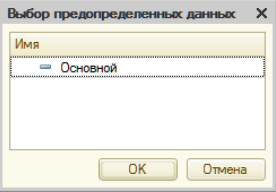 Выбор предопределенных данных
Имя
Основной
OK Отмена